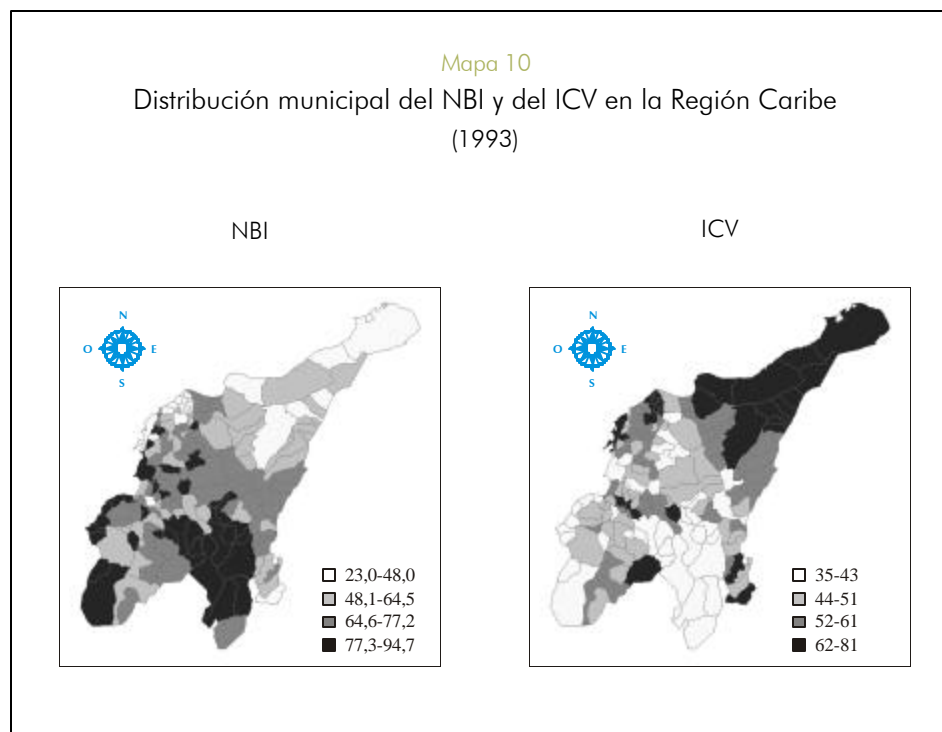 Mapa 10
Distribución municipal del NBI y del ICV en la Región Caribe
(1993)
NBI
ICV
N
O E
S
23,0-48,0
48,1-64,5
64,6-77,2
77,3-94,7
N
O E
S
35-43
44-51
52-61
62-81